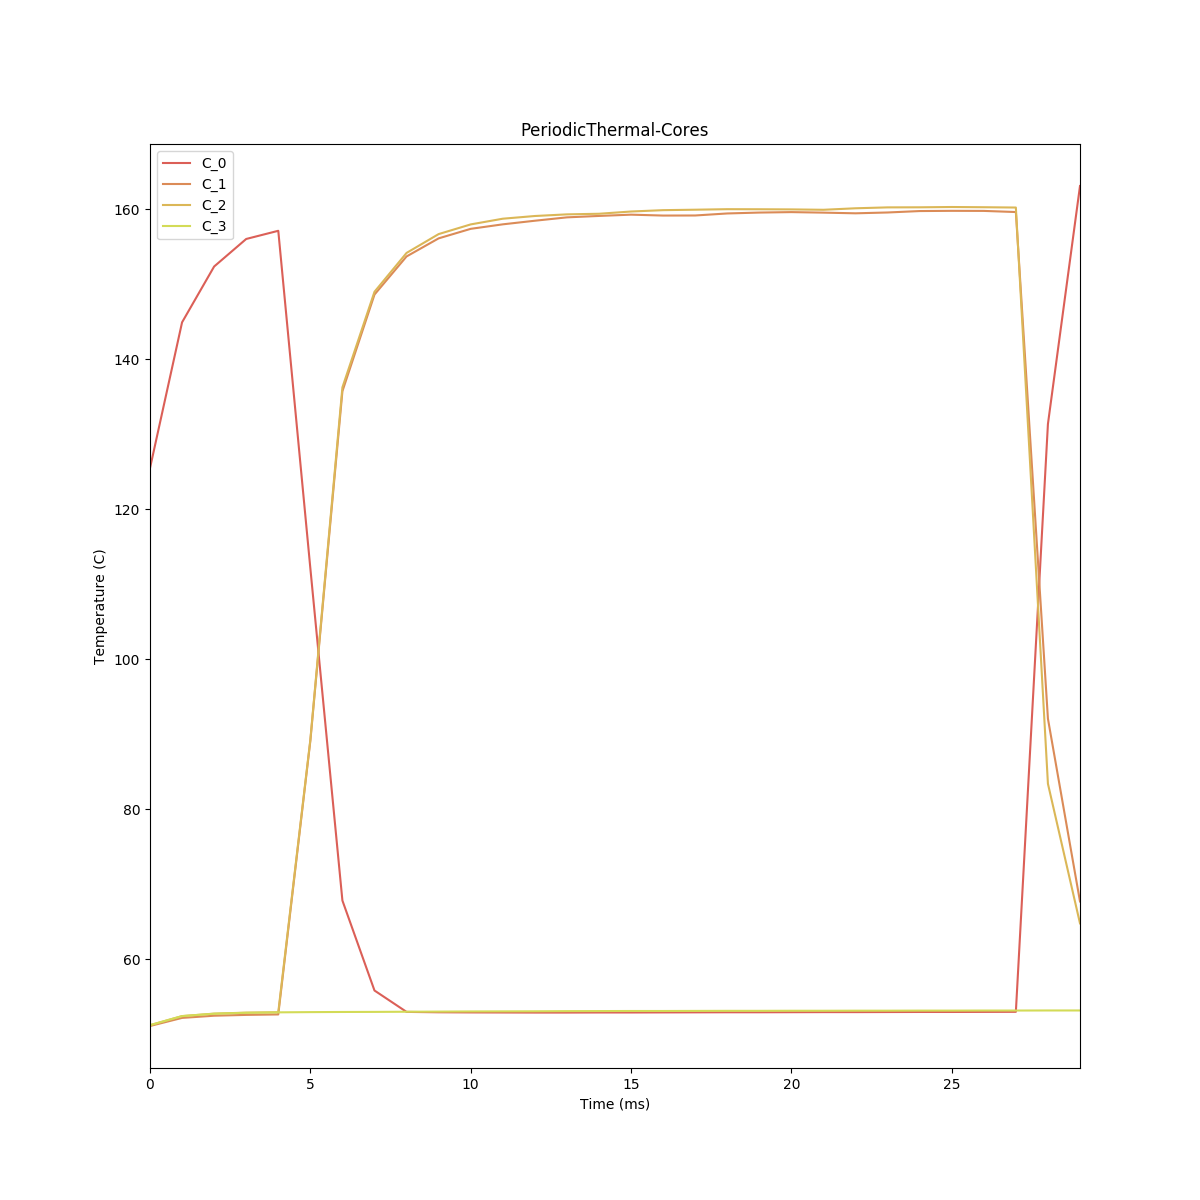 PeriodicThermal-Cores
C_0
C_1
C_2
C_3
160
140
120
100
80
60
Temperature (C)
0 5 10 15 20 25
Time (ms)